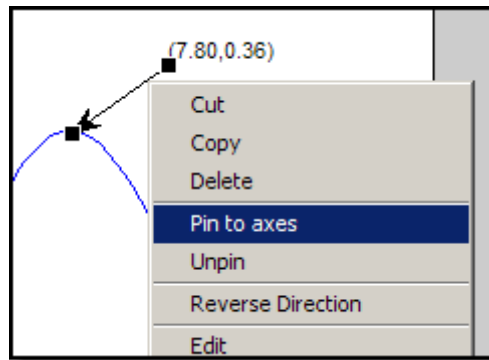 (7.80,0.36)
Cut
Copy
Delete
Pin to axes
Unpin
Reverse Direction
Edit